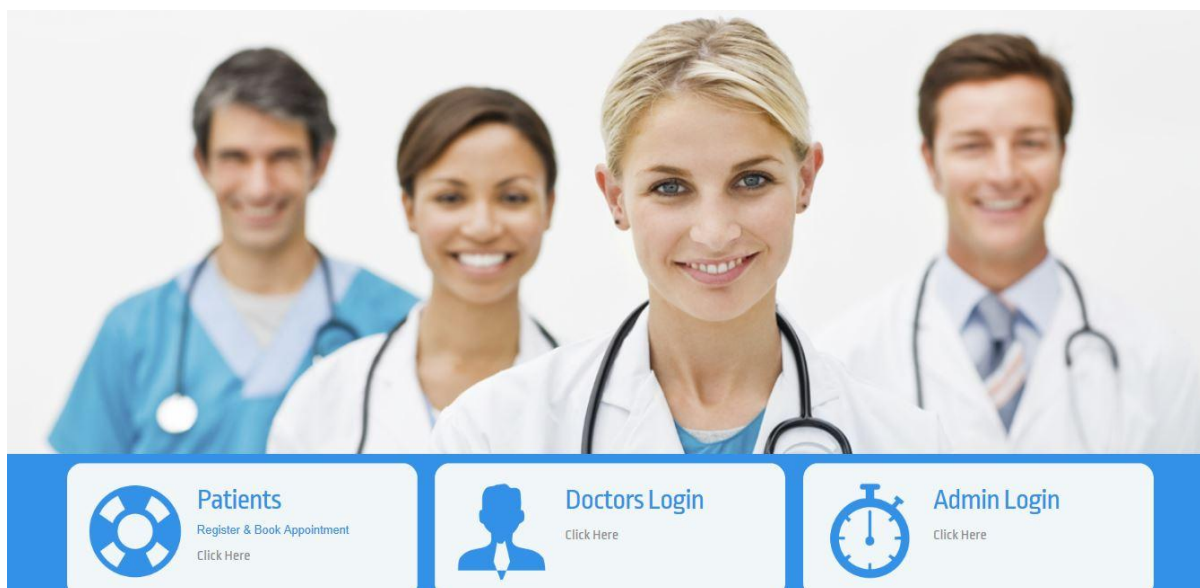 Patients
Register & Book Appointment
Click Here
Doctors Login
Click Here
Admin Login
Click Here